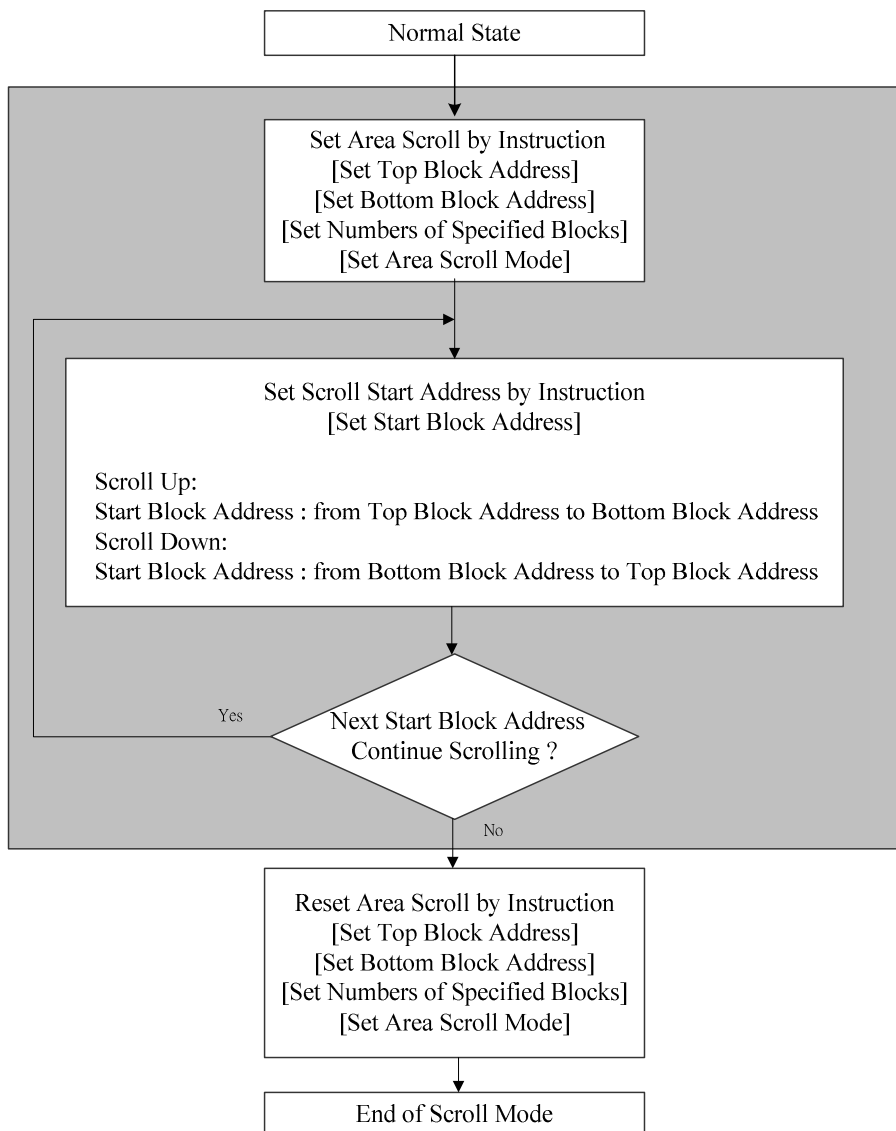 Normal State
Set Area Scroll by Instruction
[Set Top Block Address]
[Set Bottom Block Address]
[Set Numbers of Specified Blocks]
[Set Area Scroll Mode]
Set Scroll Start Address by Instruction
[Set Start Block Address]
Scroll Up:
Start Block Address : from Top Block Address to Bottom Block Address
Scroll Down:
Start Block Address : from Bottom Block Address to Top Block Address
Yes
Next Start Block Address
Continue Scrolling ?
No
Reset Area Scroll by Instruction
[Set Top Block Address]
[Set Bottom Block Address]
[Set Numbers of Specified Blocks]
[Set Area Scroll Mode]
End of Scroll Mode